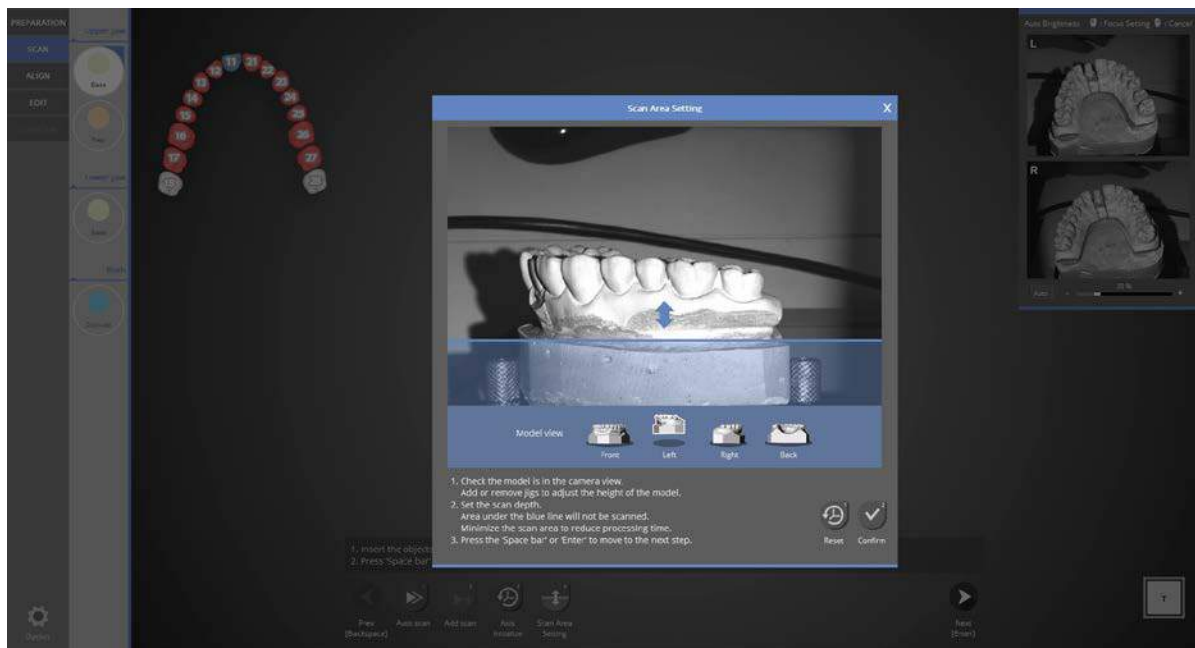 PREPARATION
SCAN
ALIGN
EDIT
Upper jaw
Base
Prep
Lower jaw
Base
11 21
12 22
13 23
14 24
15 25
16 26
17 27
Scan Area Setting X
Model view
Front Left Right Back
1. Check the model is in the camera view.
Add or remove jigs to adjust the height of the model.
2. Set the scan depth.
Area under the blue line will not be scanned.
Minimize the scan area to reduce processing time.
3. Press the 'Space bar' or 'Enter' to move to the next step.
Reset Confirm
1. Insert the objects
2. Press 'Space bar'
Prev
[Backspace]
Auto scan
Add scan
Axis
Initialize
Scan Area
Setting
Next
[Enter]
Option
Auto Brightness : Focus Setting : Cancel
L
R
Auto - +
T